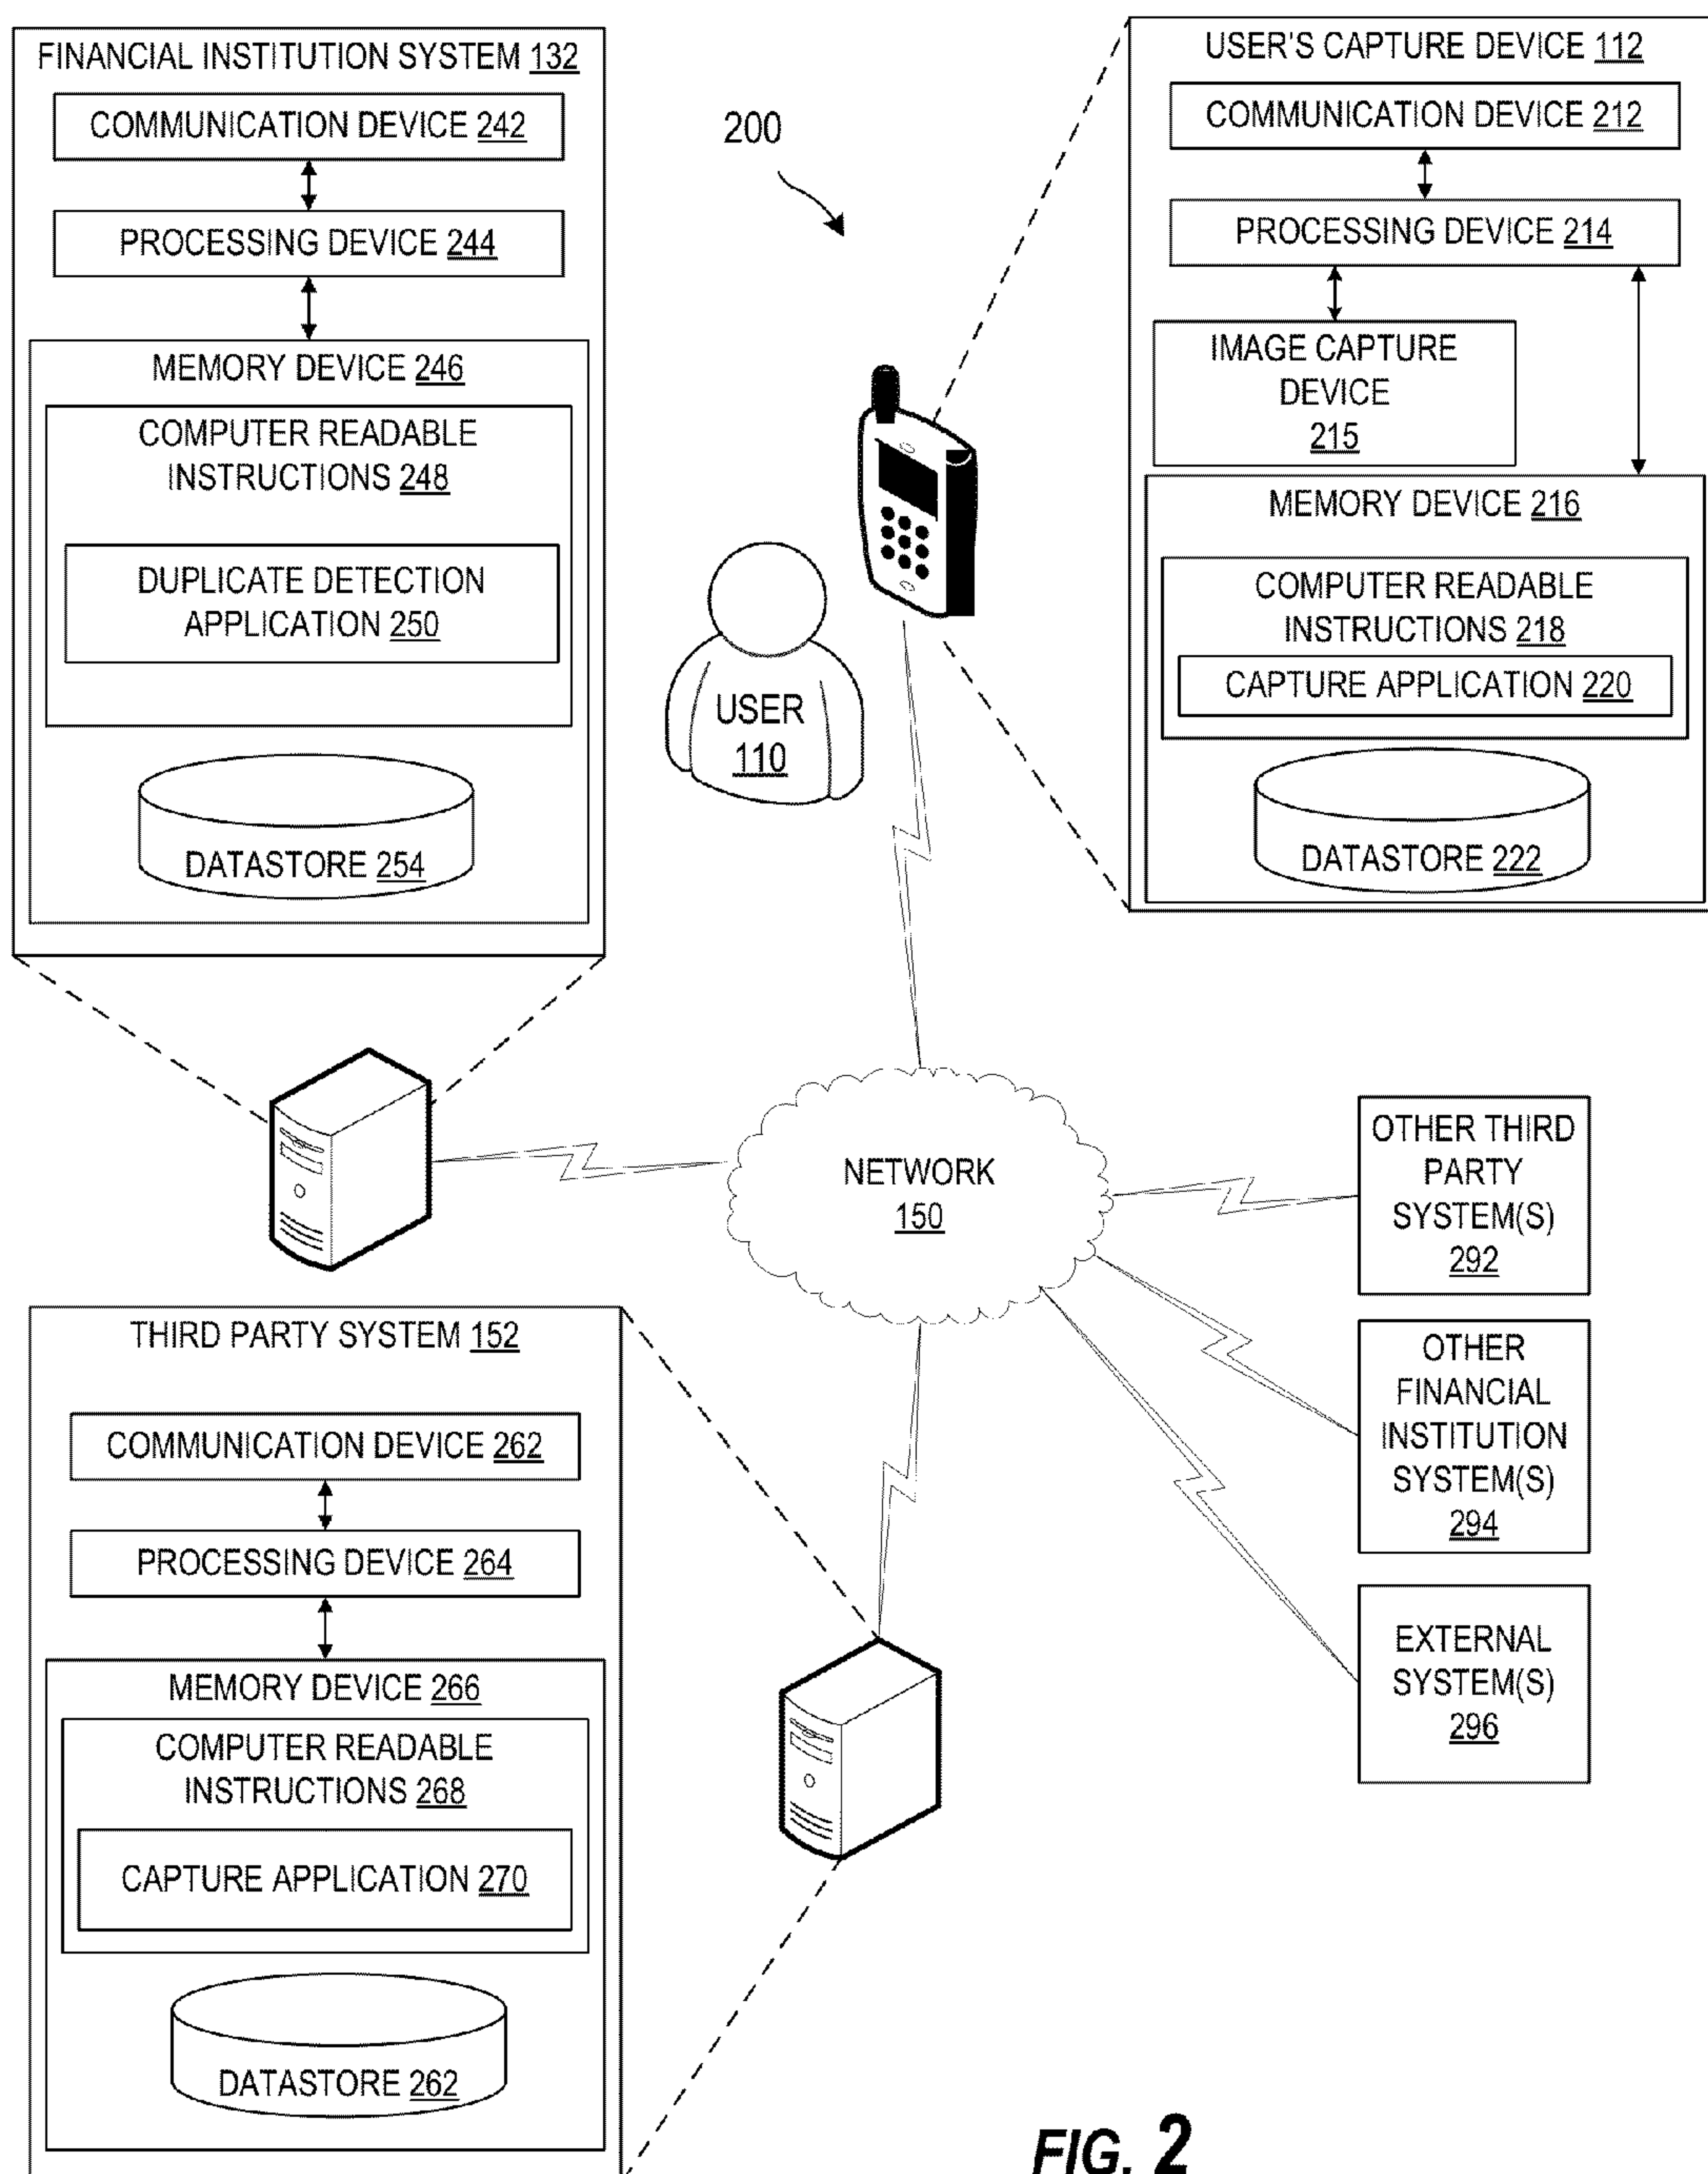 FINANCIAL INSTITUTION SYSTEM 132
COMMUNICATION DEVICE 242
PROCESSING DEVICE 244
MEMORY DEVICE 246
COMPUTER READABLE
INSTRUCTIONS 248
DUPLICATE DETECTION
APPLICATION 250
DATASTORE 254
200
USER
110
USER'S CAPTURE DEVICE 112
COMMUNICATION DEVICE 212
PROCESSING DEVICE 214
IMAGE CAPTURE
DEVICE
215
MEMORY DEVICE 216
COMPUTER READABLE
INSTRUCTIONS 218
CAPTURE APPLICATION 220
DATASTORE 222
NETWORK
150
OTHER THIRD
PARTY
SYSTEM(S)
292
OTHER
FINANCIAL
INSTITUTION
SYSTEM(S)
294
EXTERNAL
SYSTEM(S)
296
THIRD PARTY SYSTEM 152
COMMUNICATION DEVICE 262
PROCESSING DEVICE 264
MEMORY DEVICE 266
COMPUTER READABLE
INSTRUCTIONS 268
CAPTURE APPLICATION 270
DATASTORE 262
FIG. 2